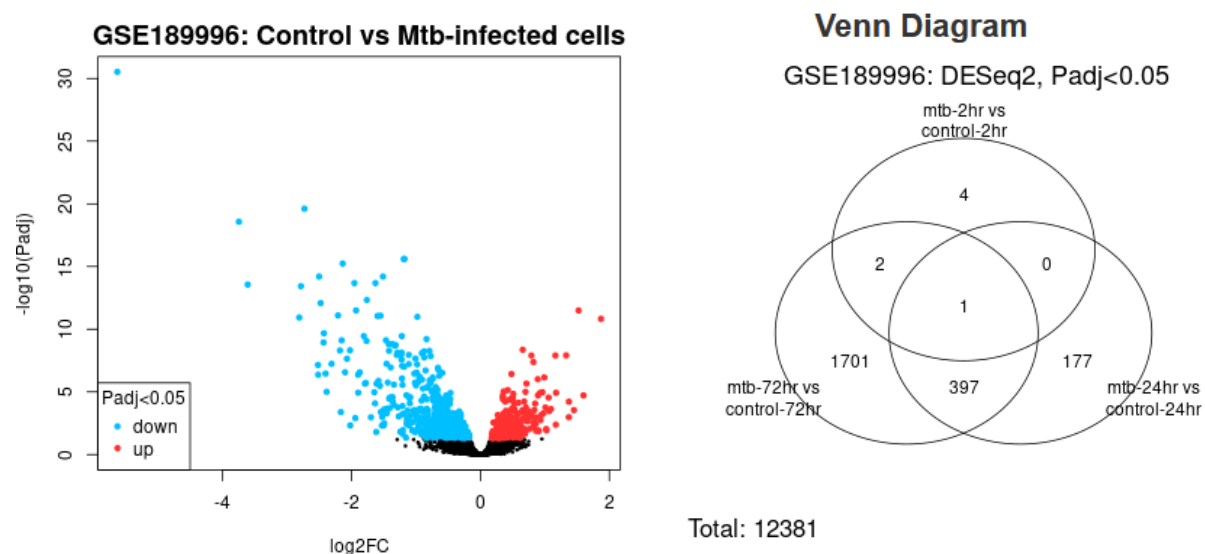 GSE189996: Control vs Mtb-infected cells
-log10(Padj)
30
25
20
15
10
5
0
Padj<0.05
down
up
-4
-2
0
2
log2FC
Venn Diagram
GSE189996: DESeq2, Padj<0.05
mtb-2hr vs
control-2hr
4
2
0
1
1701
177
397
mtb-72hr vs
control-72hr
mtb-24hr vs
control-24hr
Total: 12381